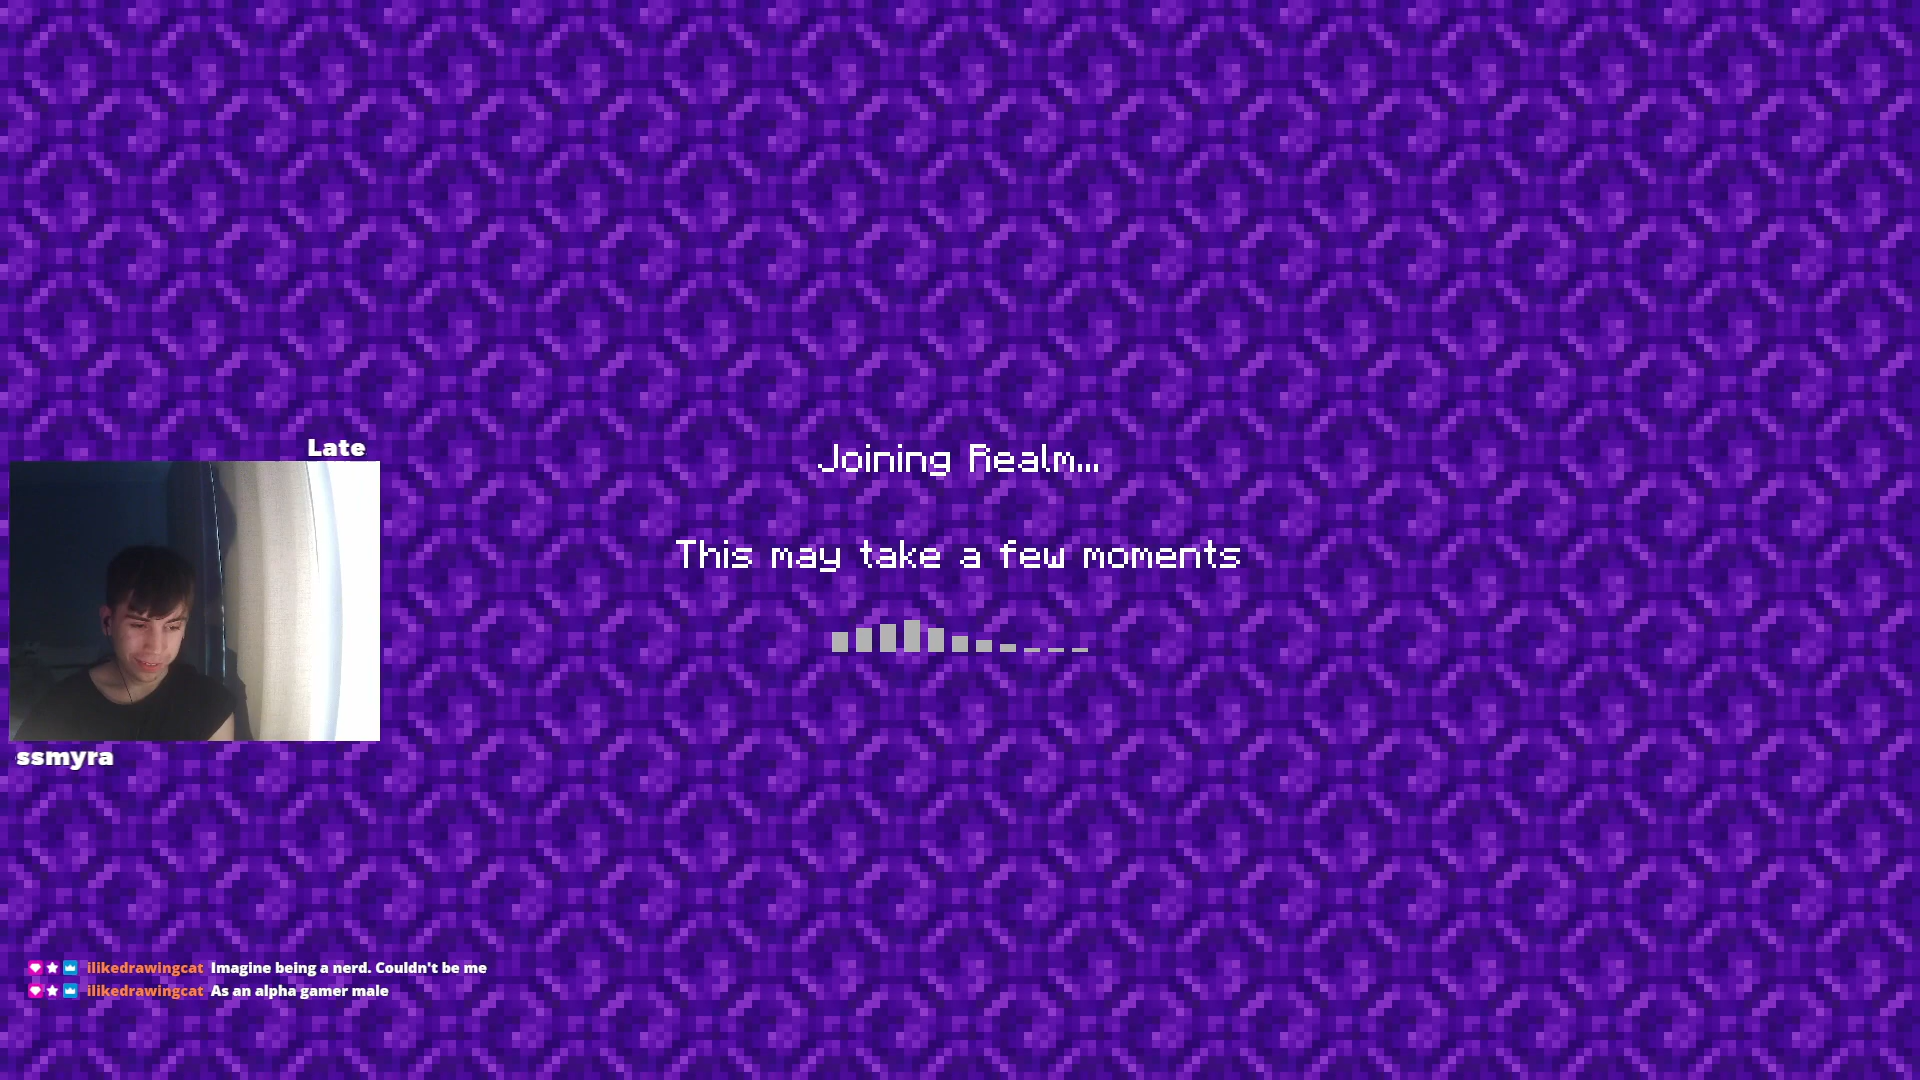 Late
Joining Realm...
This may take a few moments
ssmyra
ilikedrawingcat Imagine being a nerd. Couldn't be me
ilikedrawingcat As an alpha gamer male